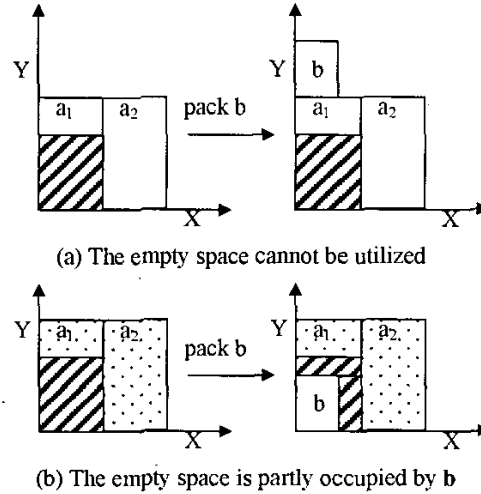 Y
a₁ a₂
X
pack b
Y
b
a₁ a₂
X
(a) The empty space cannot be utilized
Y
a₁. a₂.
X
pack b
Y
a₁. a₂.
b
X
(b) The empty space is partly occupied by b